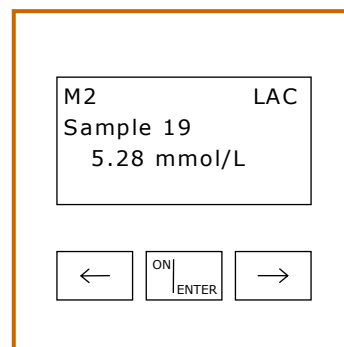 M2 LAC
Sample 19
5.28 mmol/L
← ON ENTER →